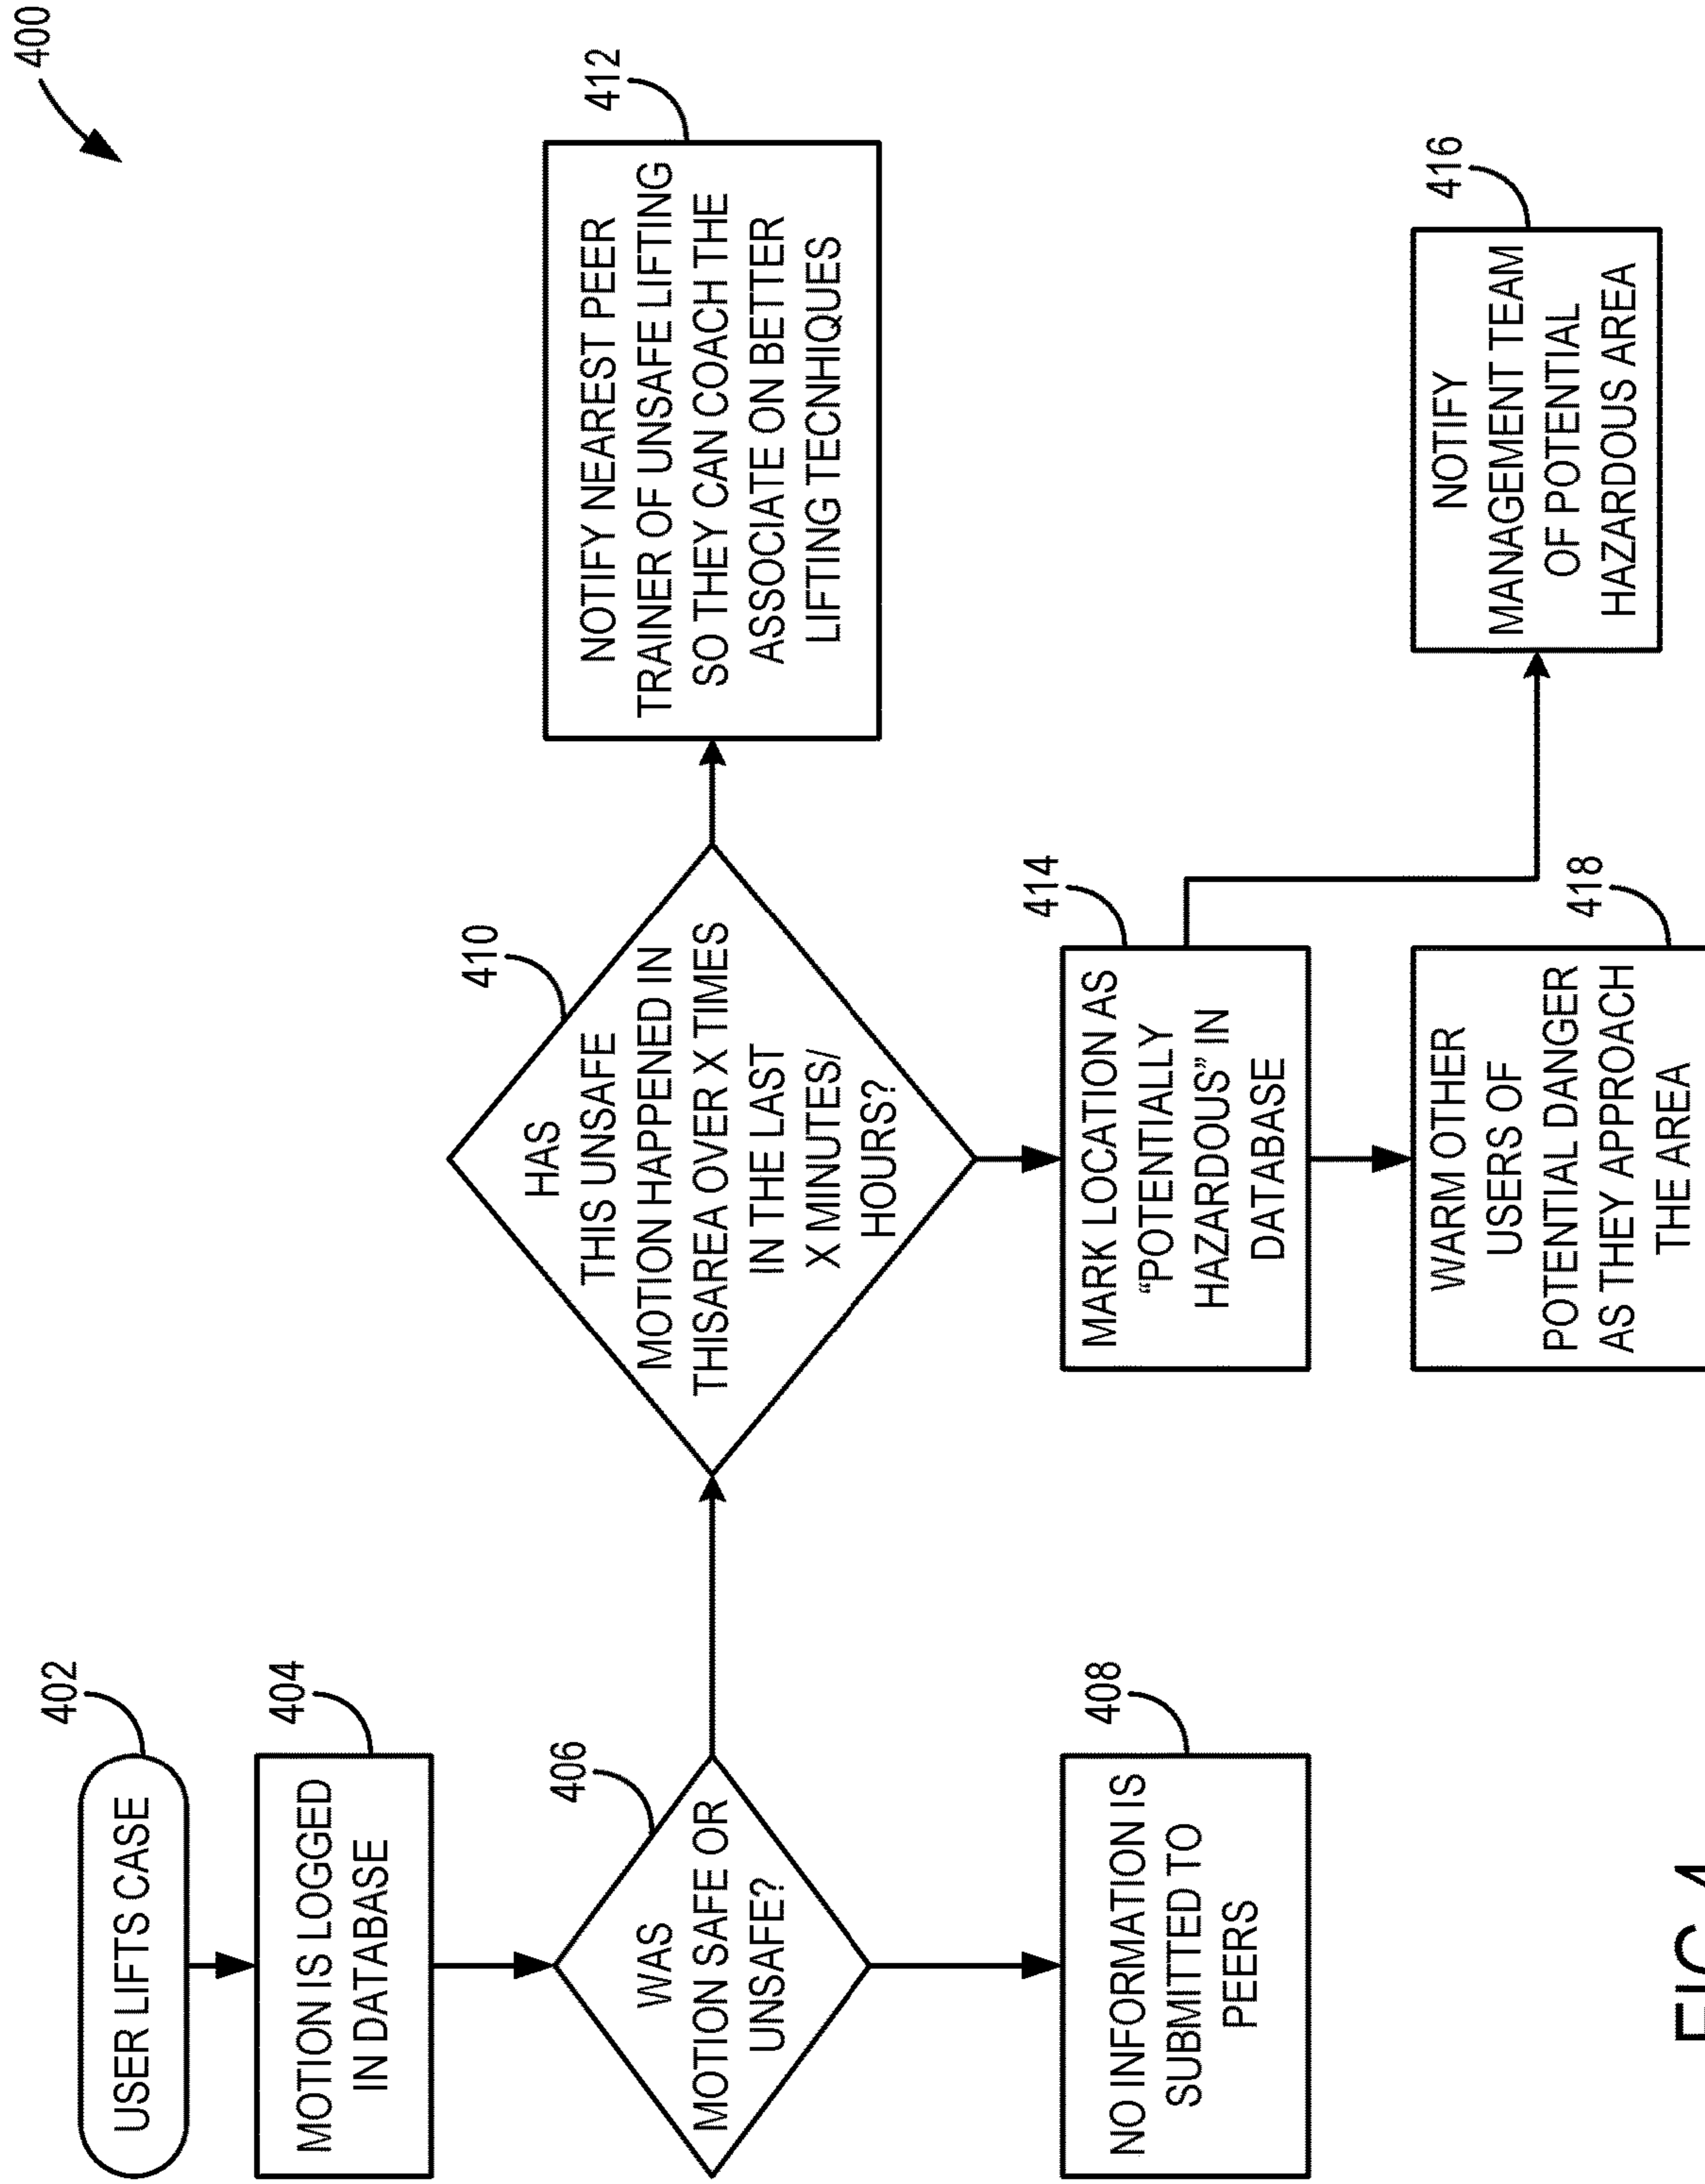 400
402
USER LIFTS CASE
404
MOTION IS LOGGED
IN DATABASE
406
WAS
MOTION SAFE OR
UNSAFE?
408
NO INFORMATION IS
SUBMITTED TO
PEERS
410
HAS
THIS UNSAFE
MOTION HAPPENED IN
THISAREA OVER X TIMES
IN THE LAST
X MINUTES/
HOURS?
412
NOTIFY NEAREST PEER
TRAINER OF UNSAFE LIFTING
SO THEY CAN COACH THE
ASSOCIATE ON BETTER
LIFTING TECNHIQUES
414
MARK LOCATION AS
“POTENTIALLY
HAZARDOUS” IN
DATABASE
416
NOTIFY
MANAGEMENT TEAM
OF POTENTIAL
HAZARDOUS AREA
418
WARM OTHER
USERS OF
POTENTIAL DANGER
AS THEY APPROACH
THE AREA
FIG. 4